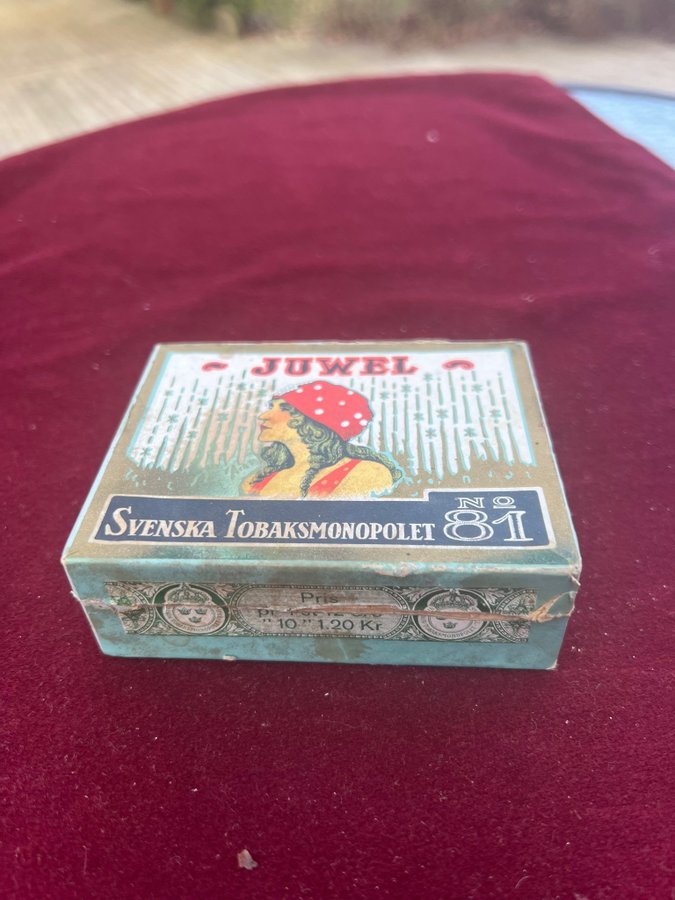 JUWEL
SVENSKA TOBAKSMONOPOLET
No
81
Pris
" 10 " 1.20 Kr